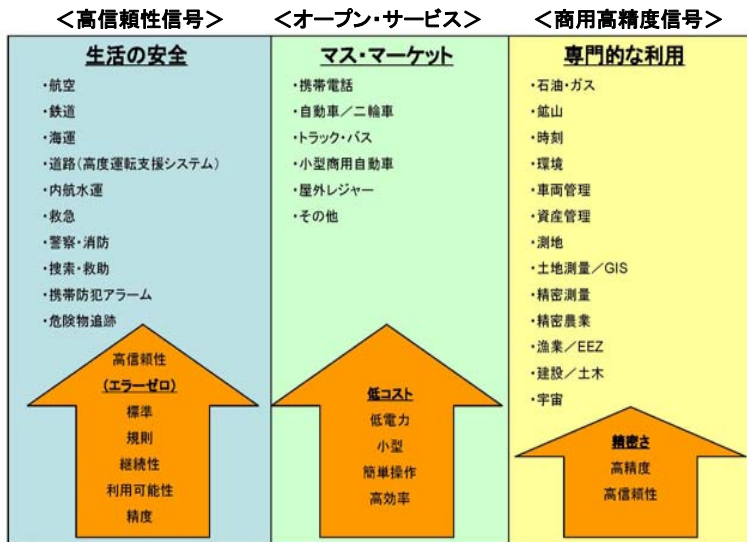 ＜高信頼性信号＞
＜オープン・サービス＞
＜商用高精度信号＞
生活の安全
・航空
・鉄道
・海運
・道路（高度運転支援システム）
・内航水運
・救急
・警察・消防
・捜索・救助
・携帯防犯アラーム
・危険物追跡
高信頼性
（エラーゼロ）
標準
規則
継続性
利用可能性
精度
マス・マーケット
・携帯電話
・自動車／二輪車
・トラック・バス
・小型商用自動車
・屋外レジャー
・その他
低コスト
低電力
小型
簡単操作
高効率
専門的な利用
・石油・ガス
・鉱山
・時刻
・環境
・車両管理
・資産管理
・測地
・土地測量／GIS
・精密測量
・精密農業
・漁業／EEZ
・建設／土木
・宇宙
精密さ
高精度
高信頼性